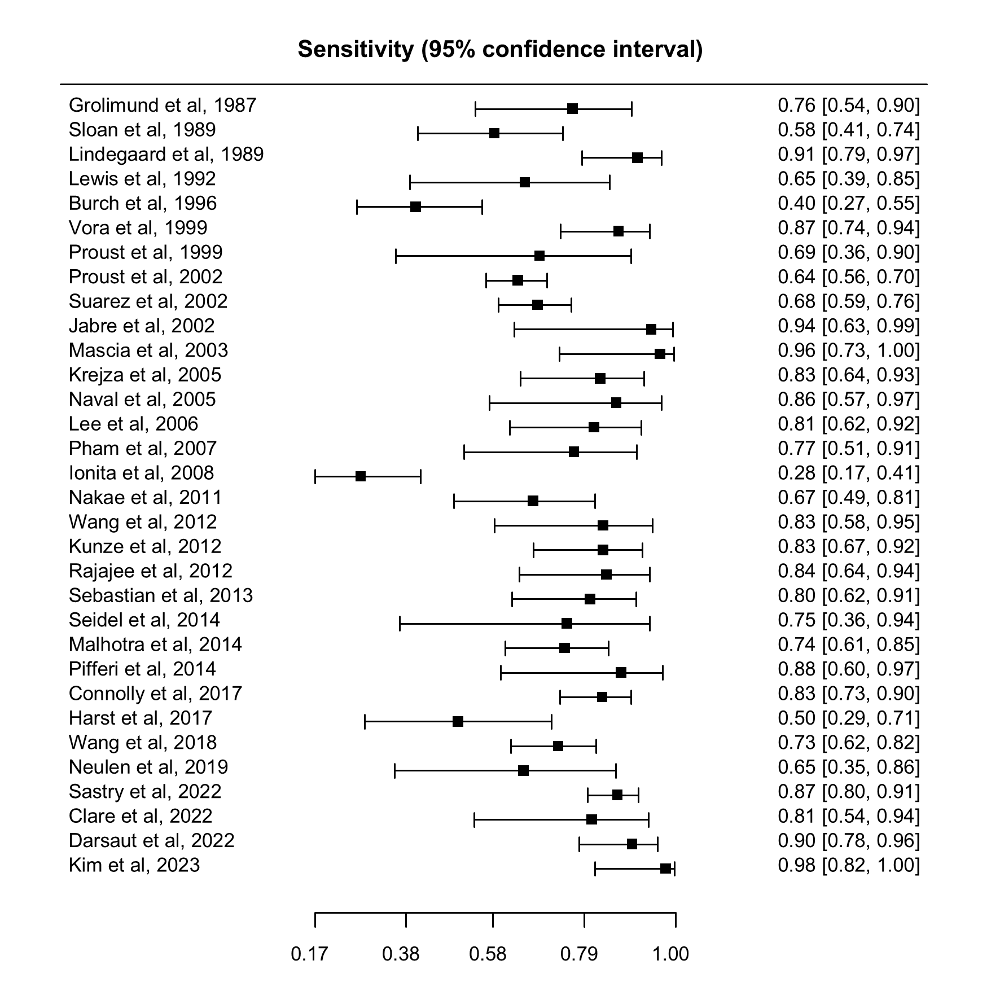 Sensitivity (95% confidence interval)
Grolimund et al, 1987 0.76 [0.54, 0.90]
Sloan et al, 1989 0.58 [0.41, 0.74]
Lindegaard et al, 1989 0.91 [0.79, 0.97]
Lewis et al, 1992 0.65 [0.39, 0.85]
Burch et al, 1996 0.40 [0.27, 0.55]
Vora et al, 1999 0.87 [0.74, 0.94]
Proust et al, 1999 0.69 [0.36, 0.90]
Proust et al, 2002 0.64 [0.56, 0.70]
Suarez et al, 2002 0.68 [0.59, 0.76]
Jabre et al, 2002 0.94 [0.63, 0.99]
Mascia et al, 2003 0.96 [0.73, 1.00]
Krejza et al, 2005 0.83 [0.64, 0.93]
Naval et al, 2005 0.86 [0.57, 0.97]
Lee et al, 2006 0.81 [0.62, 0.92]
Pham et al, 2007 0.77 [0.51, 0.91]
Ionita et al, 2008 0.28 [0.17, 0.41]
Nakae et al, 2011 0.67 [0.49, 0.81]
Wang et al, 2012 0.83 [0.58, 0.95]
Kunze et al, 2012 0.83 [0.67, 0.92]
Rajajee et al, 2012 0.84 [0.64, 0.94]
Sebastian et al, 2013 0.80 [0.62, 0.91]
Seidel et al, 2014 0.75 [0.36, 0.94]
Malhotra et al, 2014 0.74 [0.61, 0.85]
Pifferi et al, 2014 0.88 [0.60, 0.97]
Connolly et al, 2017 0.83 [0.73, 0.90]
Harst et al, 2017 0.50 [0.29, 0.71]
Wang et al, 2018 0.73 [0.62, 0.82]
Neulen et al, 2019 0.65 [0.35, 0.86]
Sastry et al, 2022 0.87 [0.80, 0.91]
Clare et al, 2022 0.81 [0.54, 0.94]
Darsaut et al, 2022 0.90 [0.78, 0.96]
Kim et al, 2023 0.98 [0.82, 1.00]
0.17 0.38 0.58 0.79 1.00